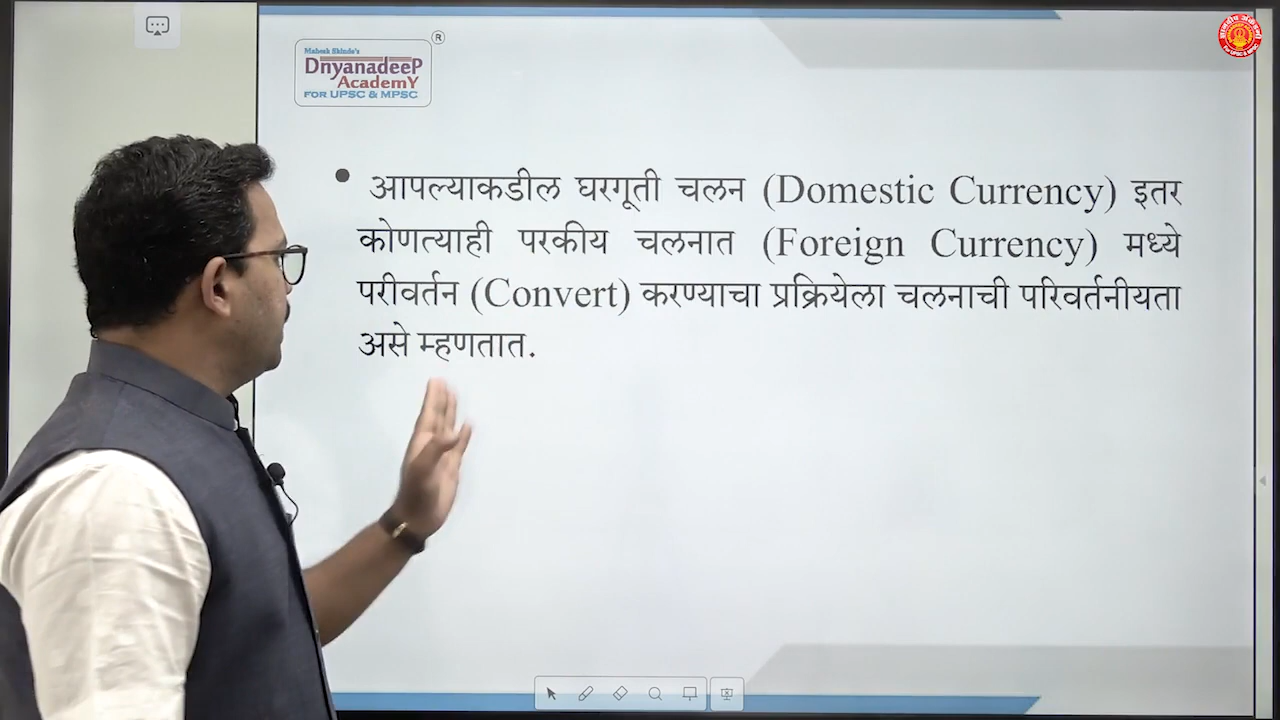 Mahesh Shinde's
DnyanadeeP
AcademY
FOR UPSC & MPSC
®
• आपल्याकडील घरगूती चलन (Domestic Currency) इतर
कोणत्याही परकीय चलनात (Foreign Currency) मध्ये
परीवर्तन (Convert) करण्याचा प्रक्रियेला चलनाची परिवर्तनीयता
असे म्हणतात.